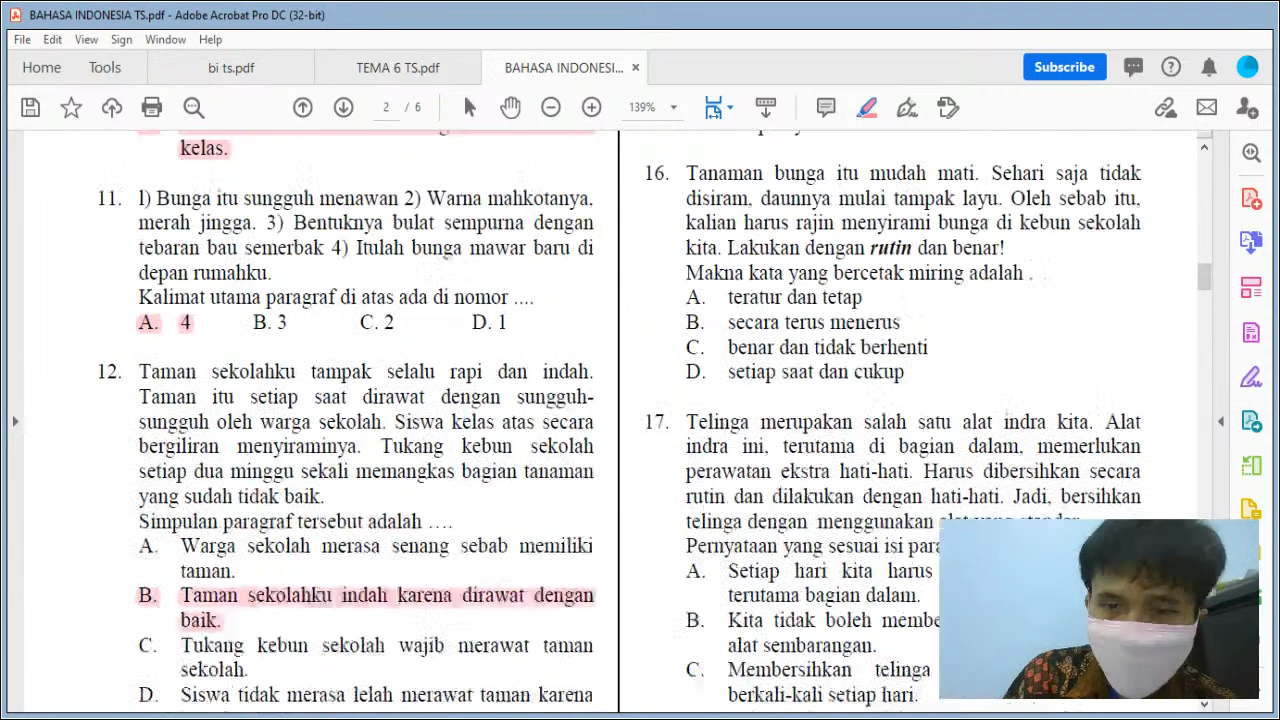 BAHASA INDONESIA TS.pdf - Adobe Acrobat Pro DC (32-bit)
File Edit View Sign Window Help
Home Tools bi ts.pdf TEMA 6 TS.pdf BAHASA INDONESI... × Subscribe
2 / 6 139%
kelas.
11. l) Bunga itu sungguh menawan 2) Warna mahkotanya,
merah jingga. 3) Bentuknya bulat sempurna dengan
tebaran bau semerbak 4) Itulah bunga mawar baru di
depan rumahku.
Kalimat utama paragraf di atas ada di nomor ....
A. 4 B. 3 C. 2 D. 1
12. Taman sekolahku tampak selalu rapi dan indah.
Taman itu setiap saat dirawat dengan sungguh-
sungguh oleh warga sekolah. Siswa kelas atas secara
bergiliran menyiraminya. Tukang kebun sekolah
setiap dua minggu sekali memangkas bagian tanaman
yang sudah tidak baik.
Simpulan paragraf tersebut adalah ….
A. Warga sekolah merasa senang sebab memiliki
taman.
B. Taman sekolahku indah karena dirawat dengan
baik.
C. Tukang kebun sekolah wajib merawat taman
sekolah.
D. Siswa tidak merasa lelah merawat taman karena
16. Tanaman bunga itu mudah mati. Sehari saja tidak
disiram, daunnya mulai tampak layu. Oleh sebab itu,
kalian harus rajin menyirami bunga di kebun sekolah
kita. Lakukan dengan rutin dan benar!
Makna kata yang bercetak miring adalah .
A. teratur dan tetap
B. secara terus menerus
C. benar dan tidak berhenti
D. setiap saat dan cukup
17. Telinga merupakan salah satu alat indra kita. Alat
indra ini, terutama di bagian dalam, memerlukan
perawatan ekstra hati-hati. Harus dibersihkan secara
rutin dan dilakukan dengan hati-hati. Jadi, bersihkan
telinga dengan menggunakan alat yang standar
Pernyataan yang sesuai isi
A. Setiap hari kita harus
terutama bagian dalam.
B. Kita tidak boleh
alat sembarangan.
C. Membersihkan telinga
berkali-kali setiap hari.